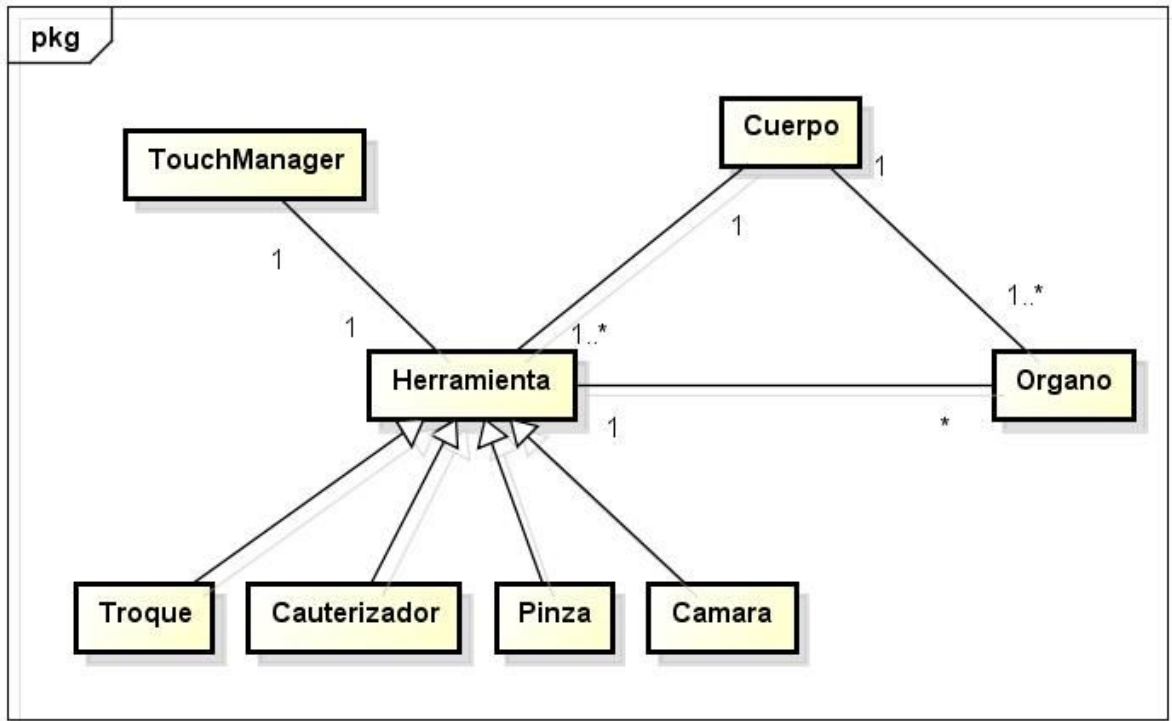 pkg
Cuerpo
TouchManager
1
1
1
1..*
1
1..*
Herramienta
Organo
1
*
Troque
Cauterizador
Pinza
Camara